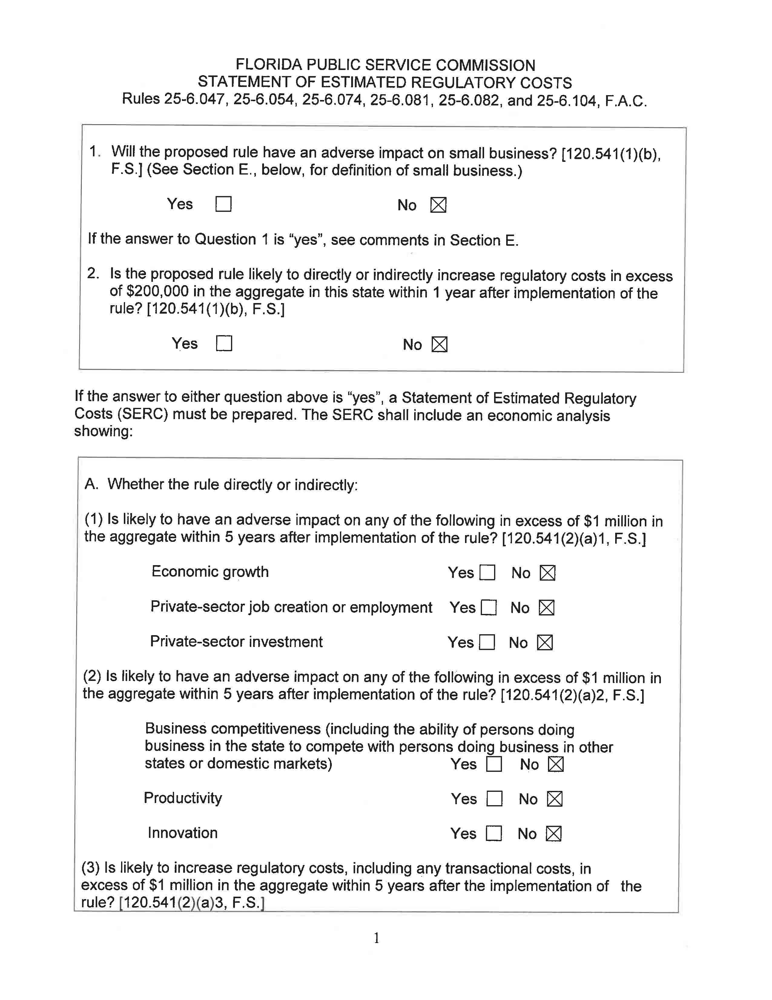 FLORIDA PUBLIC SERVICE COMMISSION
STATEMENT OF ESTIMATED REGULATORY COSTS
Rules 25-6.047, 25-6.054, 25-6.074, 25-6.081, 25-6.082, and 25-6.104, F.A.C.
1. Will the proposed rule have an adverse impact on small business? [120.541(1)(b),
F.S.] (See Section E., below, for definition of small business.)
Yes ☐ No ☒
If the answer to Question 1 is “yes”, see comments in Section E.
2. Is the proposed rule likely to directly or indirectly increase regulatory costs in excess
of $200,000 in the aggregate in this state within 1 year after implementation of the
rule? [120.541(1)(b), F.S.]
Yes ☐ No ☒
If the answer to either question above is “yes”, a Statement of Estimated Regulatory
Costs (SERC) must be prepared. The SERC shall include an economic analysis
showing:
A. Whether the rule directly or indirectly:
(1) Is likely to have an adverse impact on any of the following in excess of $1 million in
the aggregate within 5 years after implementation of the rule? [120.541(2)(a)1, F.S.]
Economic growth Yes ☐ No ☒
Private-sector job creation or employment Yes ☐ No ☒
Private-sector investment Yes ☐ No ☒
(2) Is likely to have an adverse impact on any of the following in excess of $1 million in
the aggregate within 5 years after implementation of the rule? [120.541(2)(a)2, F.S.]
Business competitiveness (including the ability of persons doing
business in the state to compete with persons doing business in other
states or domestic markets) Yes ☐ No ☒
Productivity Yes ☐ No ☒
Innovation Yes ☐ No ☒
(3) Is likely to increase regulatory costs, including any transactional costs, in
excess of $1 million in the aggregate within 5 years after the implementation of the
rule? [120.541(2)(a)3, F.S.]
1